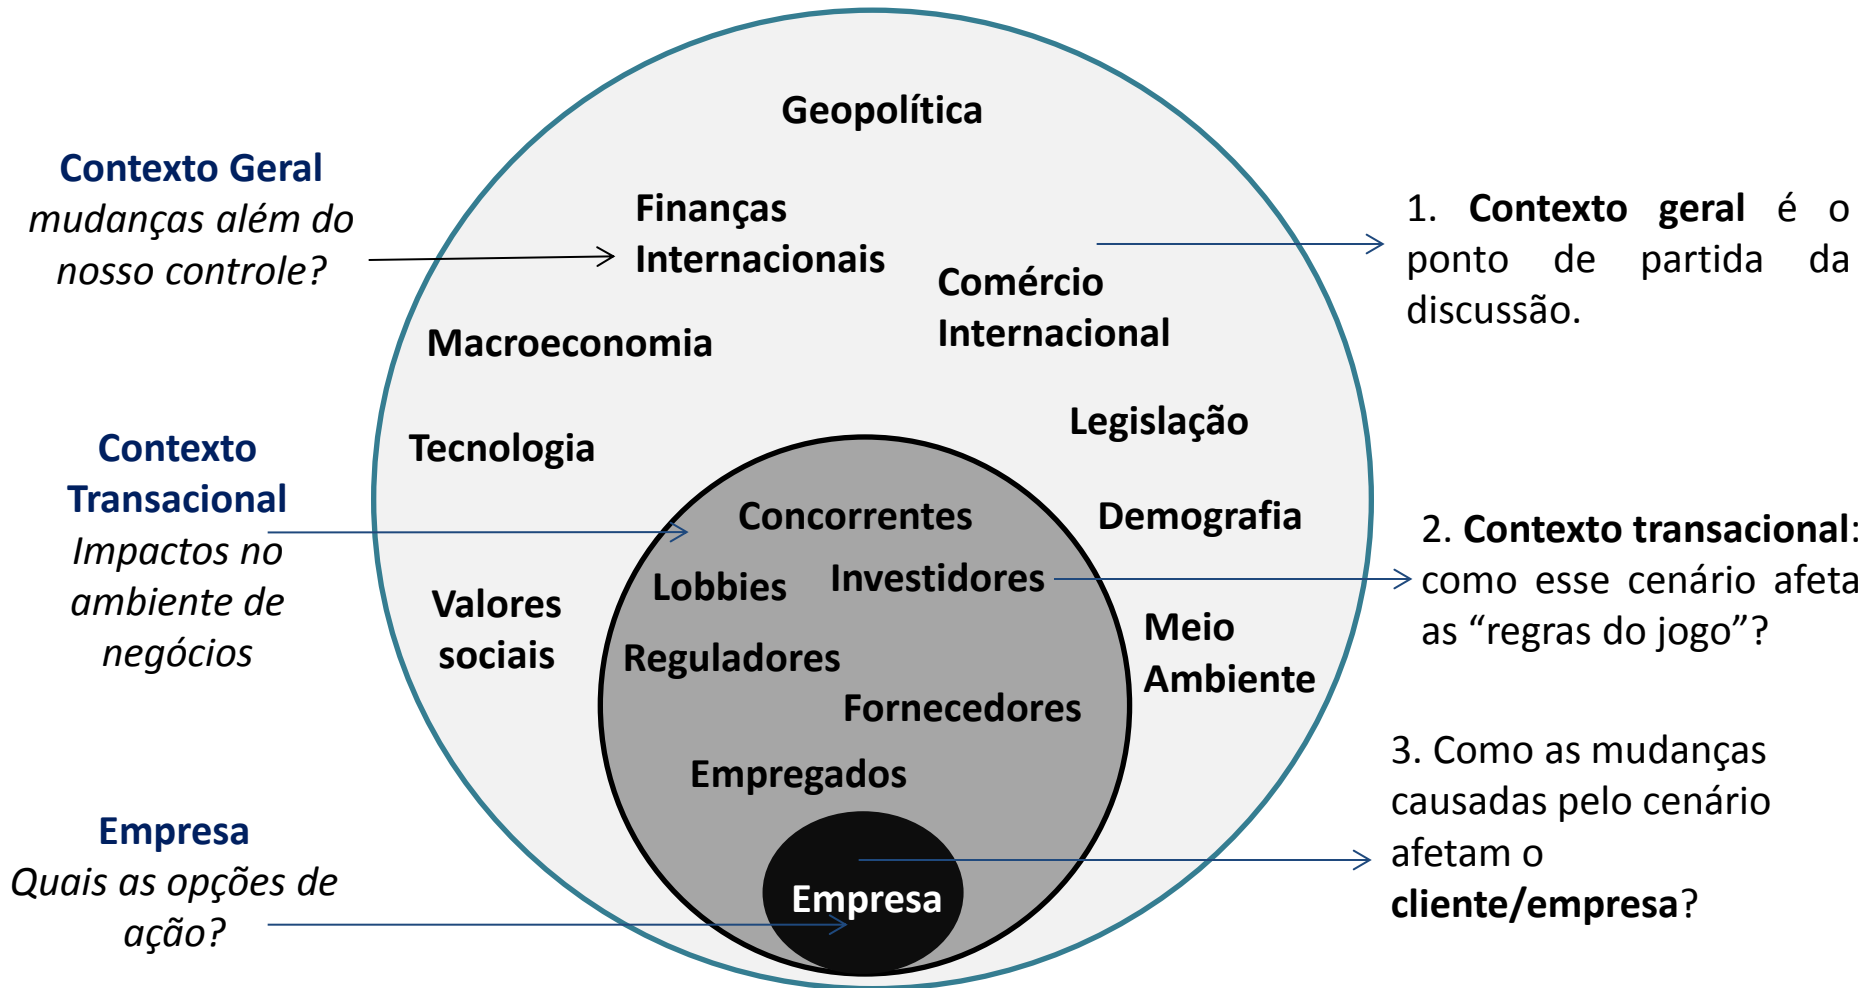 Contexto Geral
mudanças além do
nosso controle?
Contexto
Transacional
Impactos no
ambiente de
negócios
Empresa
Quais as opções de
ação?
Geopolítica
Finanças
Internacionais
Comércio
Internacional
Macroeconomia
Legislação
Tecnologia
Demografia
Valores
sociais
Meio
Ambiente
Concorrentes
Lobbies
Investidores
Reguladores
Fornecedores
Empregados
Empresa
1. Contexto geral é o
ponto de partida da
discussão.
2. Contexto transacional:
como esse cenário afeta
as “regras do jogo”?
3. Como as mudanças
causadas pelo cenário
afetam o
cliente/empresa?